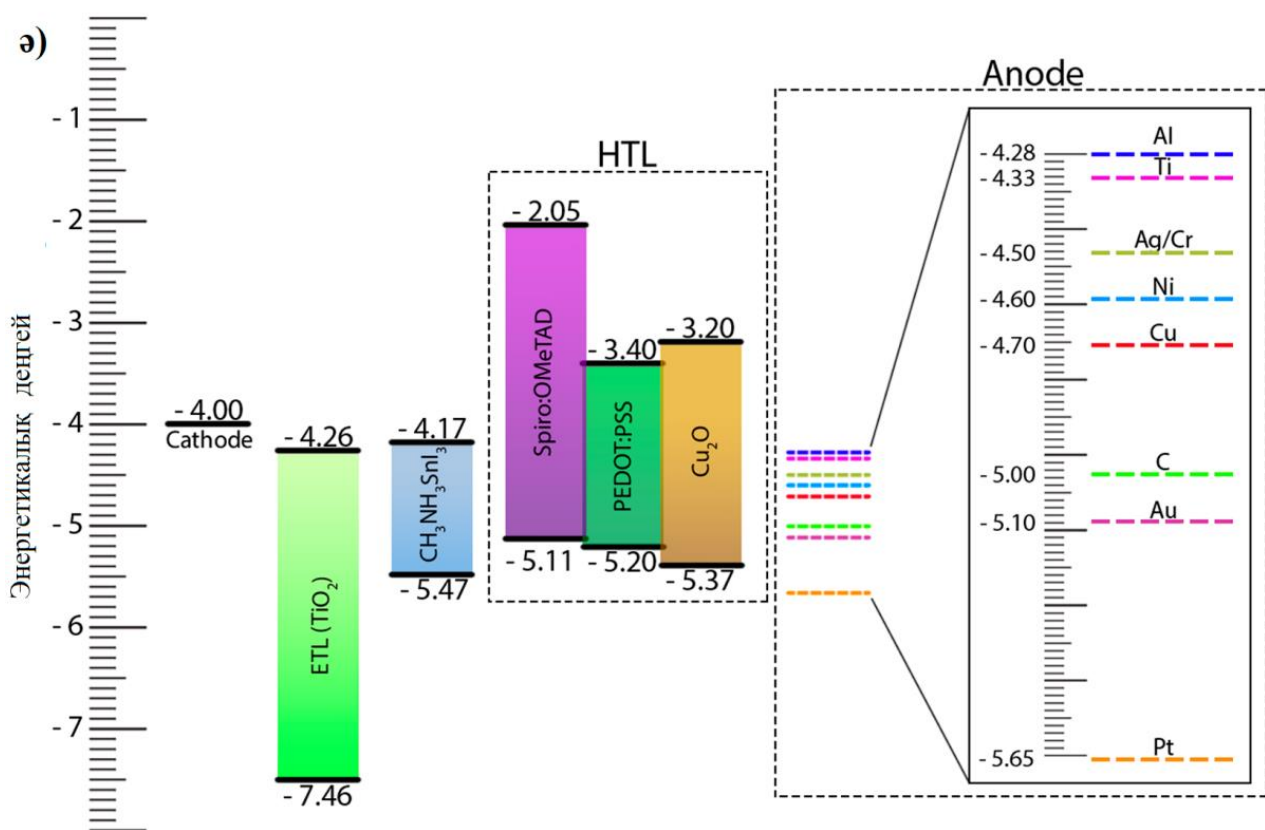 ә)
Энергетикалық деңгей
- 1
- 2
- 3
- 4
- 5
- 6
- 7
- 4.00
Cathode
- 4.26
ETL (TiO₂)
- 7.46
- 4.17
CH₃NH₃SnI₃
- 5.47
HTL
- 2.05
Spiro:OMeTAD
- 5.11
- 3.40
PEDOT:PSS
- 5.20
- 3.20
Cu₂O
- 5.37
Anode
- 4.28
Al
- 4.33
Ti
- 4.50
Ag/Cr
- 4.60
Ni
- 4.70
Cu
- 5.00
C
- 5.10
Au
- 5.65
Pt